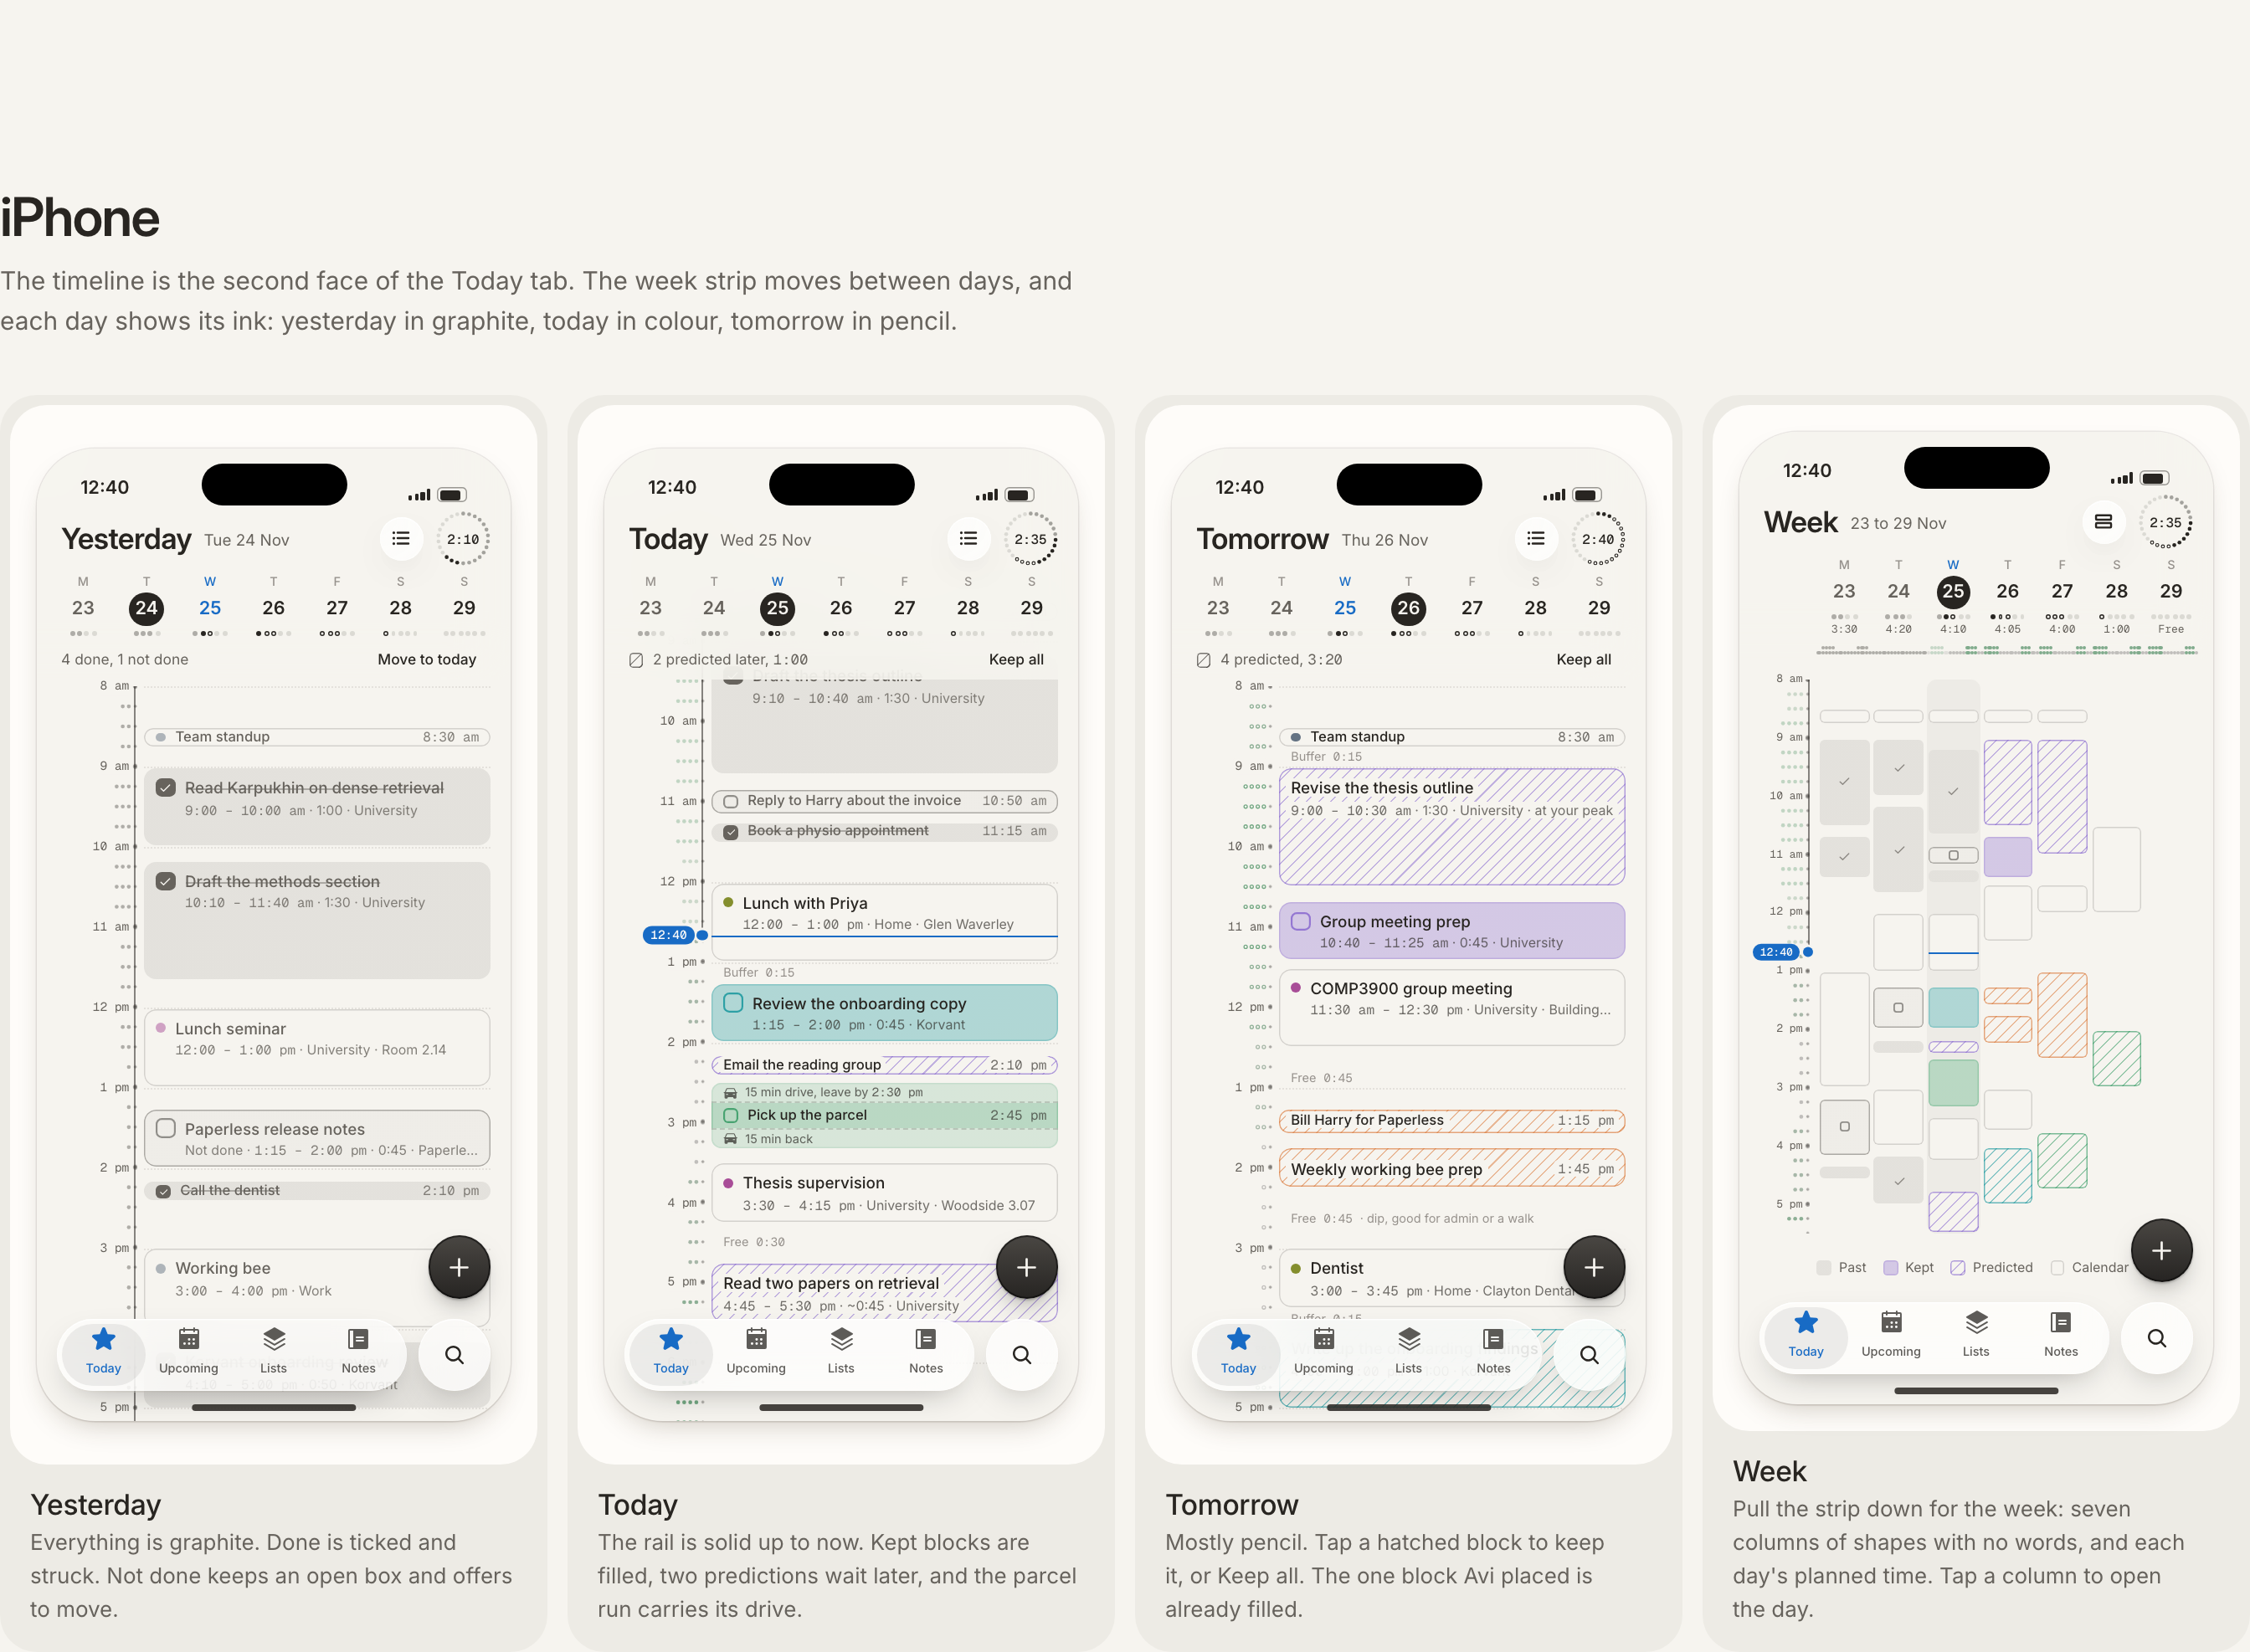 iPhone
The timeline is the second face of the Today tab. The week strip moves between days, and
each day shows its ink: yesterday in graphite, today in colour, tomorrow in pencil.
12:40
Yesterday Tue 24 Nov
2:10
M T W T F S S
23 24 25 26 27 28 29
4 done, 1 not done Move to today
8 am
Team standup 8:30 am
9 am
Read Karpukhin on dense retrieval
9:00 – 10:00 am · 1:00 · University
10 am
Draft the methods section
10:10 – 11:40 am · 1:30 · University
11 am
12 pm
Lunch seminar
12:00 – 1:00 pm · University · Room 2.14
1 pm
Paperless release notes
Not done · 1:15 – 2:00 pm · 0:45 · Paperle...
2 pm
Call the dentist 2:10 pm
3 pm
Working bee
3:00 – 4:00 pm · Work
4:10 – 5:00 pm · 0:50 · Korvant
Today Upcoming Lists Notes
5 pm
Yesterday
Everything is graphite. Done is ticked and
struck. Not done keeps an open box and offers
to move.
12:40
Today Wed 25 Nov
2:35
M T W T F S S
23 24 25 26 27 28 29
2 predicted later, 1:00 Keep all
Draft the thesis outline
9:10 – 10:40 am · 1:30 · University
10 am
11 am
Reply to Harry about the invoice 10:50 am
Book a physio appointment 11:15 am
12 pm
Lunch with Priya
12:00 – 1:00 pm · Home · Glen Waverley
12:40
1 pm
Buffer 0:15
Review the onboarding copy
1:15 – 2:00 pm · 0:45 · Korvant
2 pm
Email the reading group 2:10 pm
15 min drive, leave by 2:30 pm
Pick up the parcel 2:45 pm
3 pm
15 min back
Thesis supervision
3:30 – 4:15 pm · University · Woodside 3.07
4 pm
Free 0:30
5 pm
Read two papers on retrieval
4:45 – 5:30 pm · ~0:45 · University
Today Upcoming Lists Notes
Today
The rail is solid up to now. Kept blocks are
filled, two predictions wait later, and the parcel
run carries its drive.
12:40
Tomorrow Thu 26 Nov
2:40
M T W T F S S
23 24 25 26 27 28 29
4 predicted, 3:20 Keep all
8 am
Team standup 8:30 am
Buffer 0:15
9 am
Revise the thesis outline
9:00 – 10:30 am · 1:30 · University · at your peak
10 am
Group meeting prep
11 am
10:40 – 11:25 am · 0:45 · University
COMP3900 group meeting
12 pm
11:30 am – 12:30 pm · University · Building...
Free 0:45
1 pm
Bill Harry for Paperless 1:15 pm
2 pm
Weekly working bee prep 1:45 pm
Free 0:45 · dip, good for admin or a walk
3 pm
Dentist
3:00 – 3:45 pm · Home · Clayton Dental
Buffer 0:15
Today Upcoming Lists Notes
5 pm
Tomorrow
Mostly pencil. Tap a hatched block to keep
it, or Keep all. The one block Avi placed is
already filled.
12:40
Week 23 to 29 Nov
2:35
M T W T F S S
23 24 25 26 27 28 29
3:30 4:20 4:10 4:05 4:00 1:00 Free
8 am
9 am
10 am
11 am
12 pm
12:40
1 pm
2 pm
3 pm
4 pm
5 pm
Past Kept Predicted Calendar
Today Upcoming Lists Notes
Week
Pull the strip down for the week: seven
columns of shapes with no words, and each
day's planned time. Tap a column to open
the day.